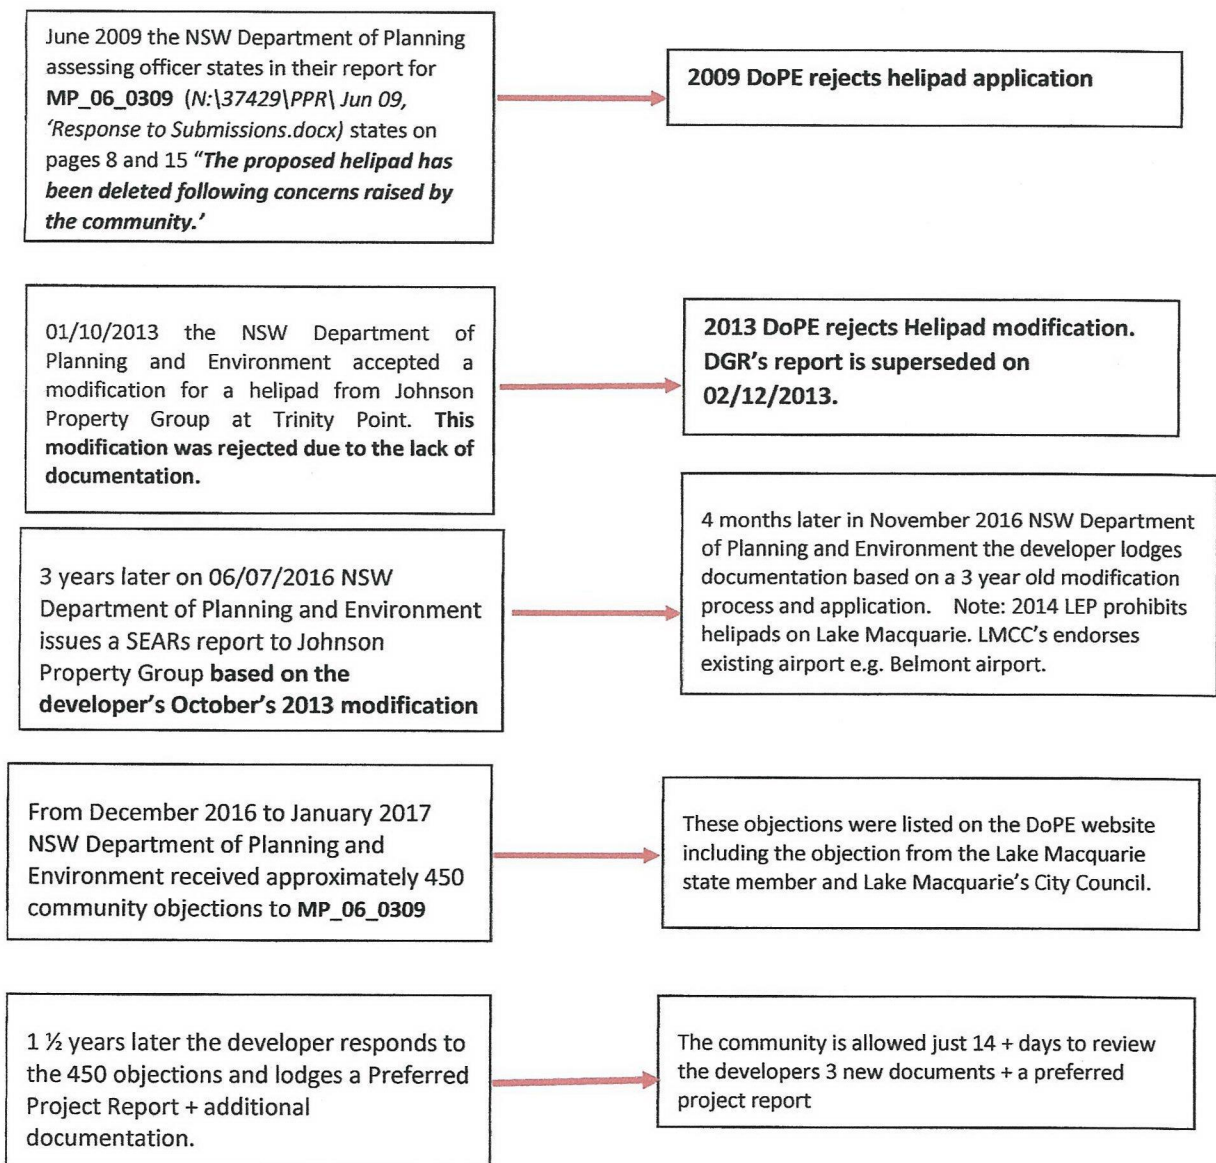 June 2009 the NSW Department of Planning
assessing officer states in their report for
MP_06_0309 (N:\37429\PPR\ Jun 09,
‘Response to Submissions.docx) states on
pages 8 and 15 “The proposed helipad has
been deleted following concerns raised by
the community.’
2009 DoPE rejects helipad application
01/10/2013 the NSW Department of
Planning and Environment accepted a
modification for a helipad from Johnson
Property Group at Trinity Point. This
modification was rejected due to the lack of
documentation.
2013 DoPE rejects Helipad modification.
DGR’s report is superseded on
02/12/2013.
3 years later on 06/07/2016 NSW
Department of Planning and Environment
issues a SEARs report to Johnson
Property Group based on the
developer’s October’s 2013 modification
4 months later in November 2016 NSW Department
of Planning and Environment the developer lodges
documentation based on a 3 year old modification
process and application. Note: 2014 LEP prohibits
helipads on Lake Macquarie. LMCC’s endorses
existing airport e.g. Belmont airport.
From December 2016 to January 2017
NSW Department of Planning and
Environment received approximately 450
community objections to MP_06_0309
These objections were listed on the DoPE website
including the objection from the Lake Macquarie
state member and Lake Macquarie’s City Council.
1 ½ years later the developer responds to
the 450 objections and lodges a Preferred
Project Report + additional
documentation.
The community is allowed just 14 + days to review
the developers 3 new documents + a preferred
project report